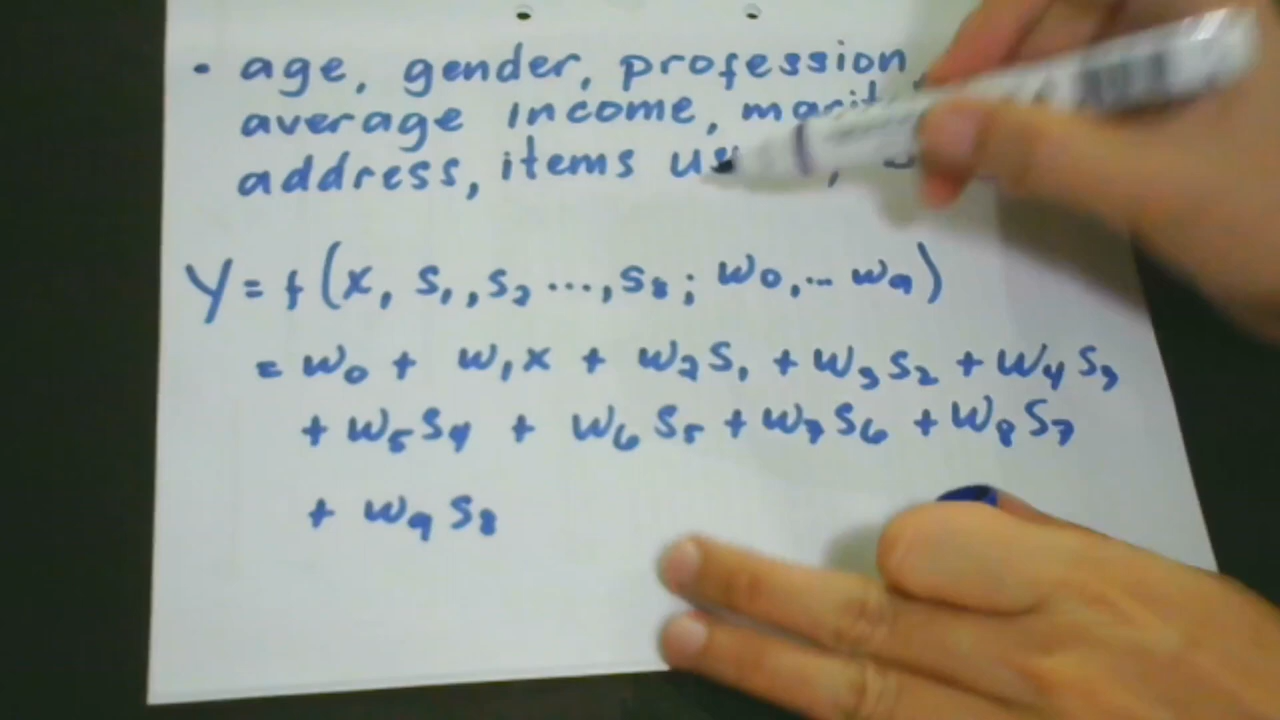 • age, gender, profession,
average income,
address, items
Y = f(x, s₁, s₂ ..., s₈; w₀,... w₉)
= w₀ + w₁x + w₂s₁ + w₃s₂ + w₄s₃
+ w₅s₄ + w₆s₅ + w₇s₆ + w₈s₇
+ w₉s₈